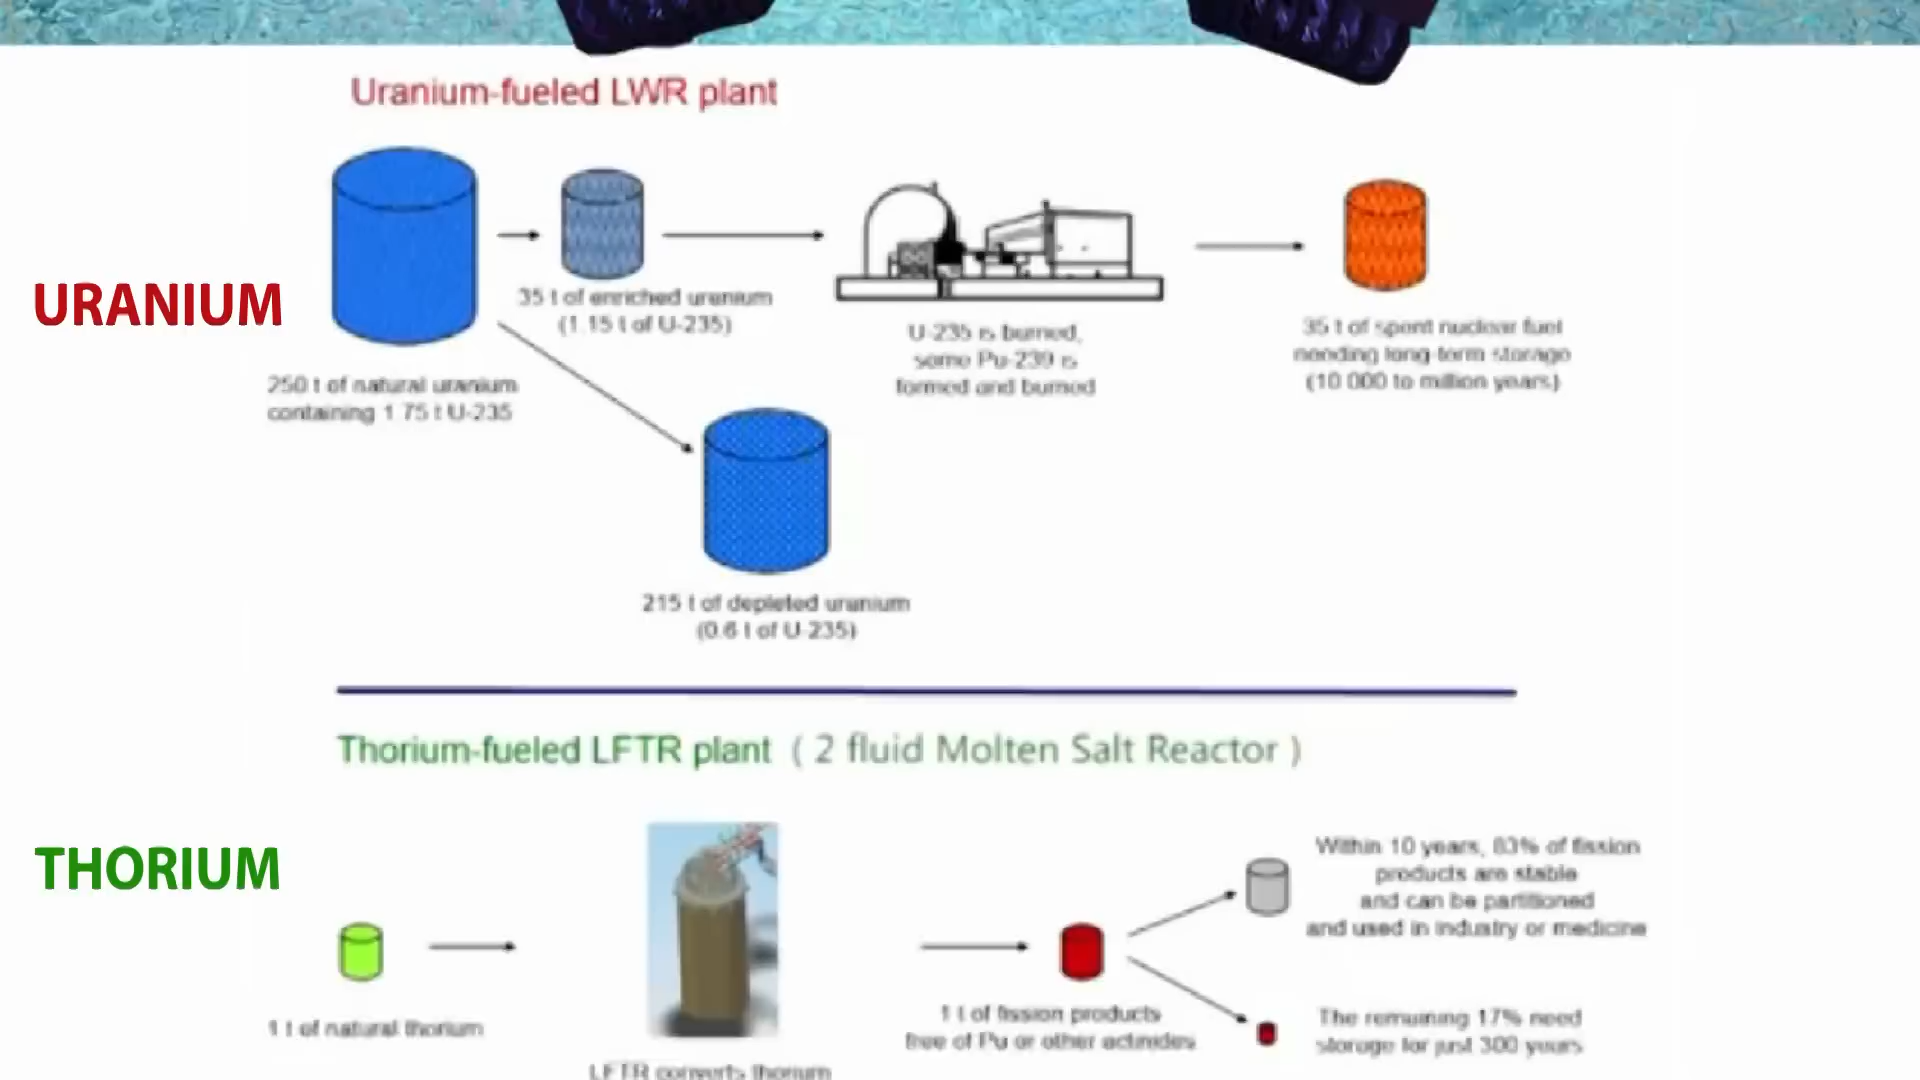 Uranium-fueled LWR plant
URANIUM
35 t of enriched uranium
(1.15 t of U-235)
250 t of natural uranium
containing 1.75 t U-235
U-235 is burned,
some Pu-239 is
formed and burned
35 t of spent nuclear fuel
needing long-term storage
(10 000 to million years)
215 t of depleted uranium
(0.6 t of U-235)
Thorium-fueled LFTR plant ( 2 fluid Molten Salt Reactor )
THORIUM
1 t of natural thorium
LFTR converts thorium
1 t of fission products
free of Pu or other actinides
Within 10 years, 83% of fission
products are stable
and can be partitioned
and used in industry or medicine
The remaining 17% need
storage for just 300 years